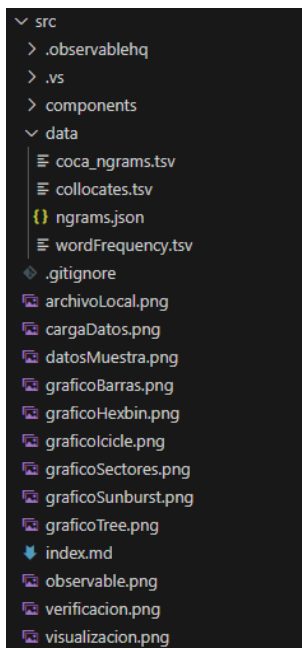 src
.observablehq
.vs
components
data
coca_ngrams.tsv
collocates.tsv
{} ngrams.json
wordFrequency.tsv
.gitignore
archivoLocal.png
cargaDatos.png
datosMuestra.png
graficoBarras.png
graficoHexbin.png
graficoIcicle.png
graficoSectores.png
graficoSunburst.png
graficoTree.png
index.md
observable.png
verificacion.png
visualizacion.png